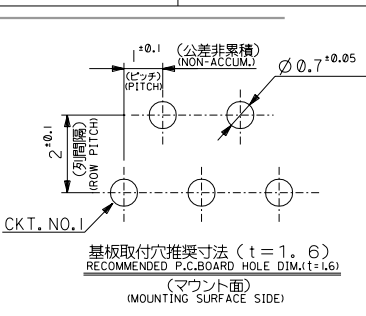 1 ±0.1
(公差非累積)
(NON-ACCUM.)
(ピッチ)
(PITCH)
Ø0.7 ±0.05
2 ±0.1
(列間隔)
(ROW PITCH)
CKT. NO.1
基板取付穴推奨寸法 (t=1.6)
RECOMMENDED P.C.BOARD HOLE DIM.(t=1.6)
(マウント面)
(MOUNTING SURFACE SIDE)